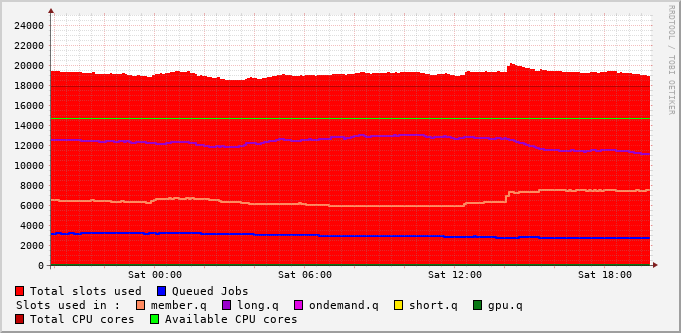 24000
22000
20000
18000
16000
14000
12000
10000
8000
6000
4000
2000
0
Sat 00:00 Sat 06:00 Sat 12:00 Sat 18:00
RRDTOOL / TOBI OETIKER
Total slots used Queued Jobs
Slots used in : member.q long.q ondemand.q short.q gpu.q
Total CPU cores Available CPU cores